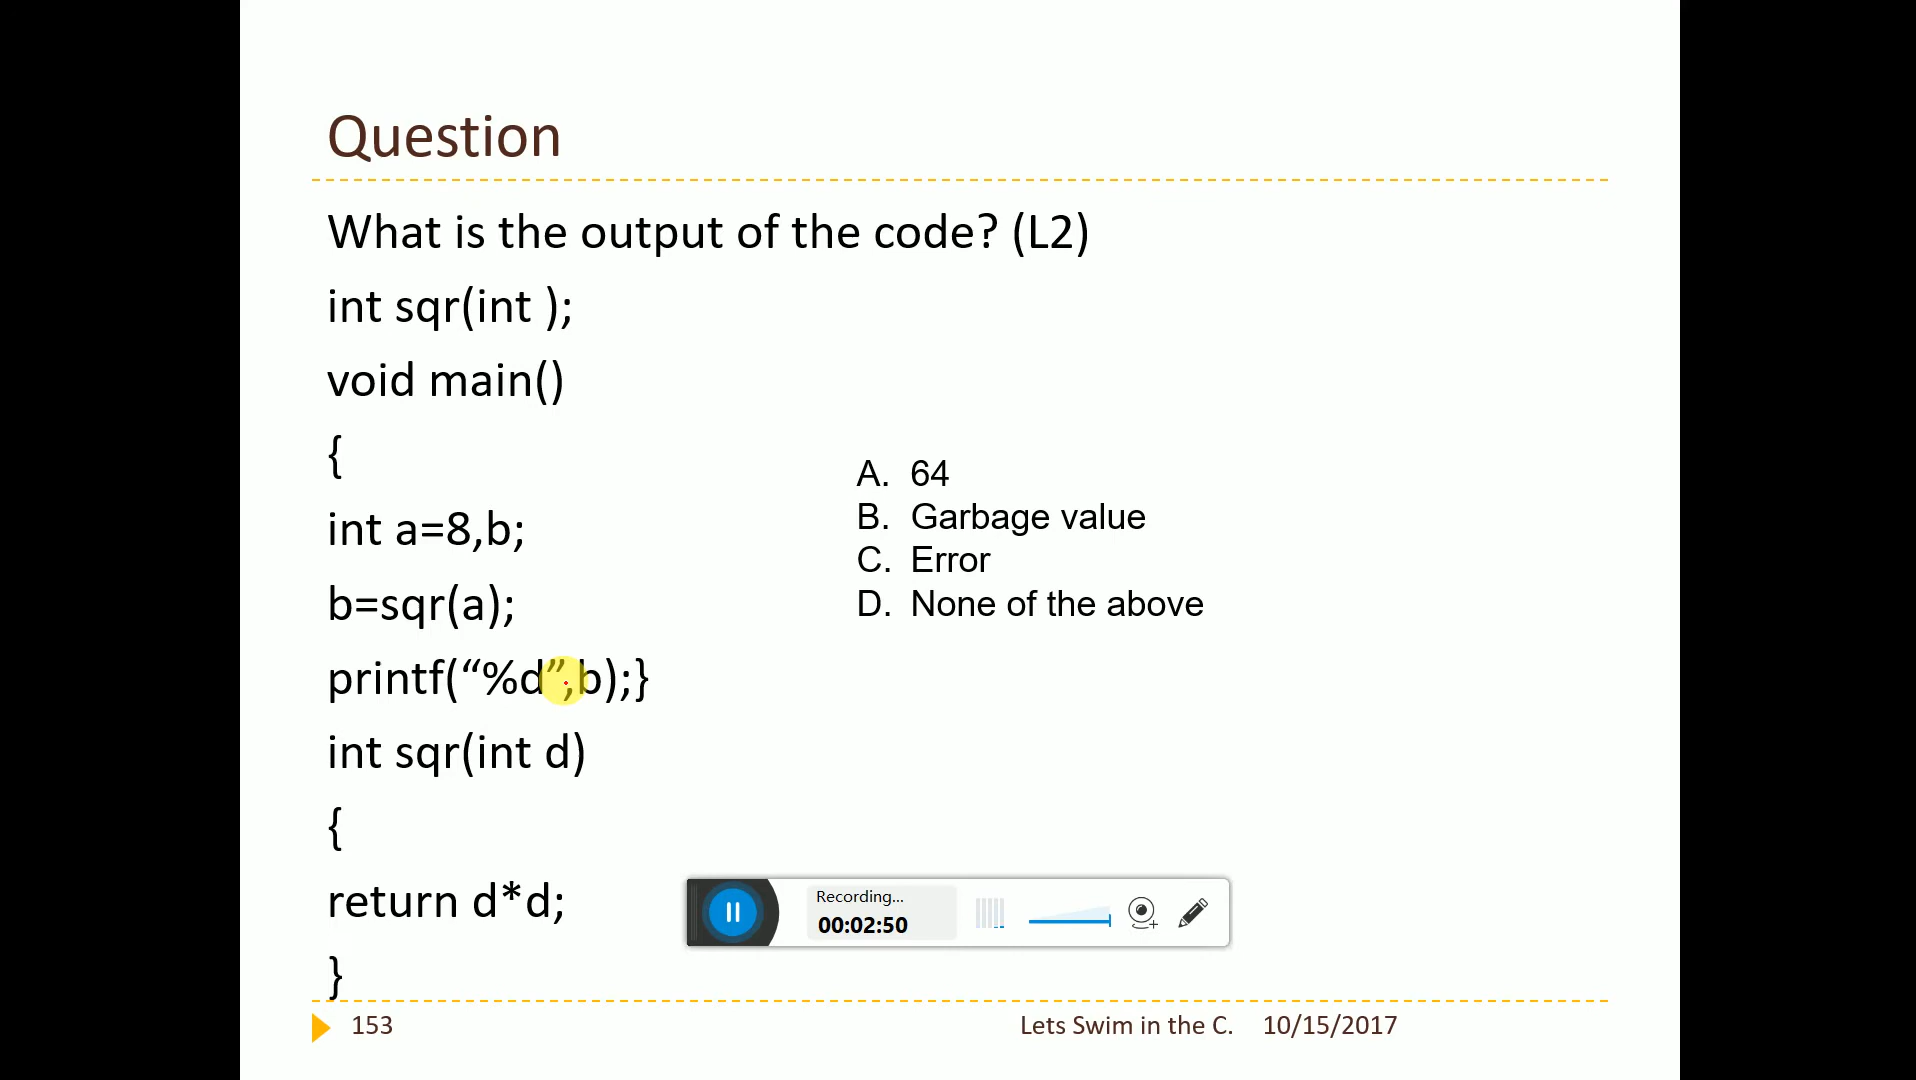 Question
What is the output of the code? (L2)
int sqr(int );
void main()
{
int a=8,b;
b=sqr(a);
printf(“%d”,b);}
int sqr(int d)
{
return d*d;
}
A. 64
B. Garbage value
C. Error
D. None of the above
Recording...
00:02:50
153
Lets Swim in the C. 10/15/2017